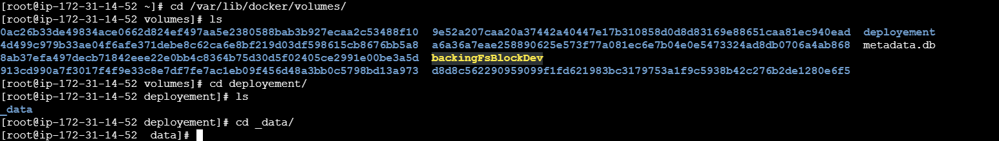 [root@ip-172-31-14-52 ~]# cd /var/lib/docker/volumes/
[root@ip-172-31-14-52 volumes]# ls
0ac26b33de49834ace0662d824ef497aa5e2380588bab3b927ecaa2c53488f10  9e52a207caa20a37442a40447e17b310858d0d8d83169e88651caa81ec940ead  deployement
4d499c979b33ae04f6afe371debe8c62ca6e8bf219d03df598615cb8676bb5a8  a6a36a7eae258890625e573f77a081ec6e7b04e0e5473324ad8db0706a4ab868  metadata.db
8ab37efa497decb71842eee22e0bb4c8364b75d30d5f02405ce2991e00be3a5d  backingFsBlockDev
913cd990a7f3017f4f9e33c8e7df7fe7ac1eb09f456d48a3bb0c5798bd13a973  d8d8c562290959099f1fd621983bc3179753a1f9c5938b42c276b2de1280e6f5
[root@ip-172-31-14-52 volumes]# cd deployement/
[root@ip-172-31-14-52 deployement]# ls
_data
[root@ip-172-31-14-52 deployement]# cd _data/
[root@ip-172-31-14-52 _data]#